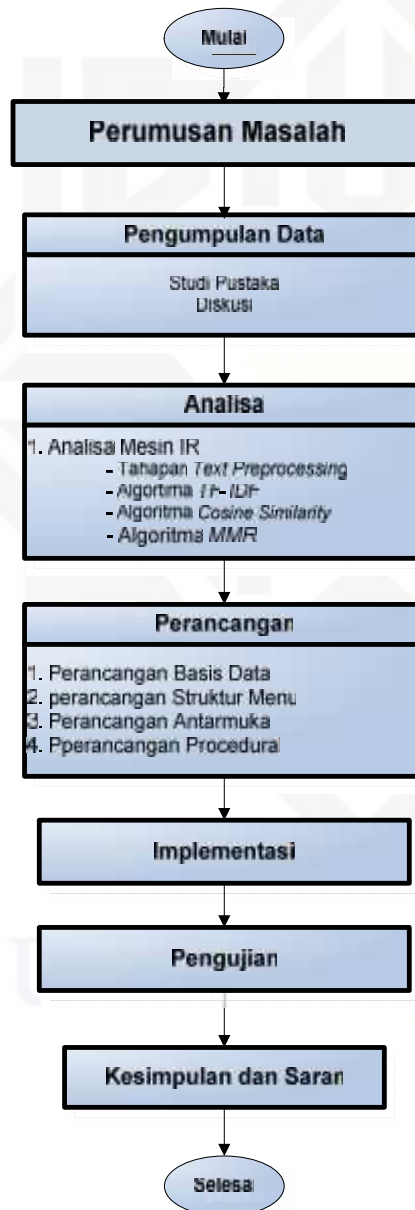 Mulai
Perumusan Masalah
Pengumpulan Data
Studi Pustaka
Diskusi
Analisa
1. Analisa Mesin IR
- Tahapan Text Preprocessing
- Algortima TF-IDF
- Algoritma Cosine Similarity
- Algoritma MMR
Perancangan
1. Perancangan Basis Data
2. perancangan Struktur Menu
3. Perancangan Antarmuka
4. Pperancangan Procedural
Implementasi
Pengujian
Kesimpulan dan Saran
Selesai